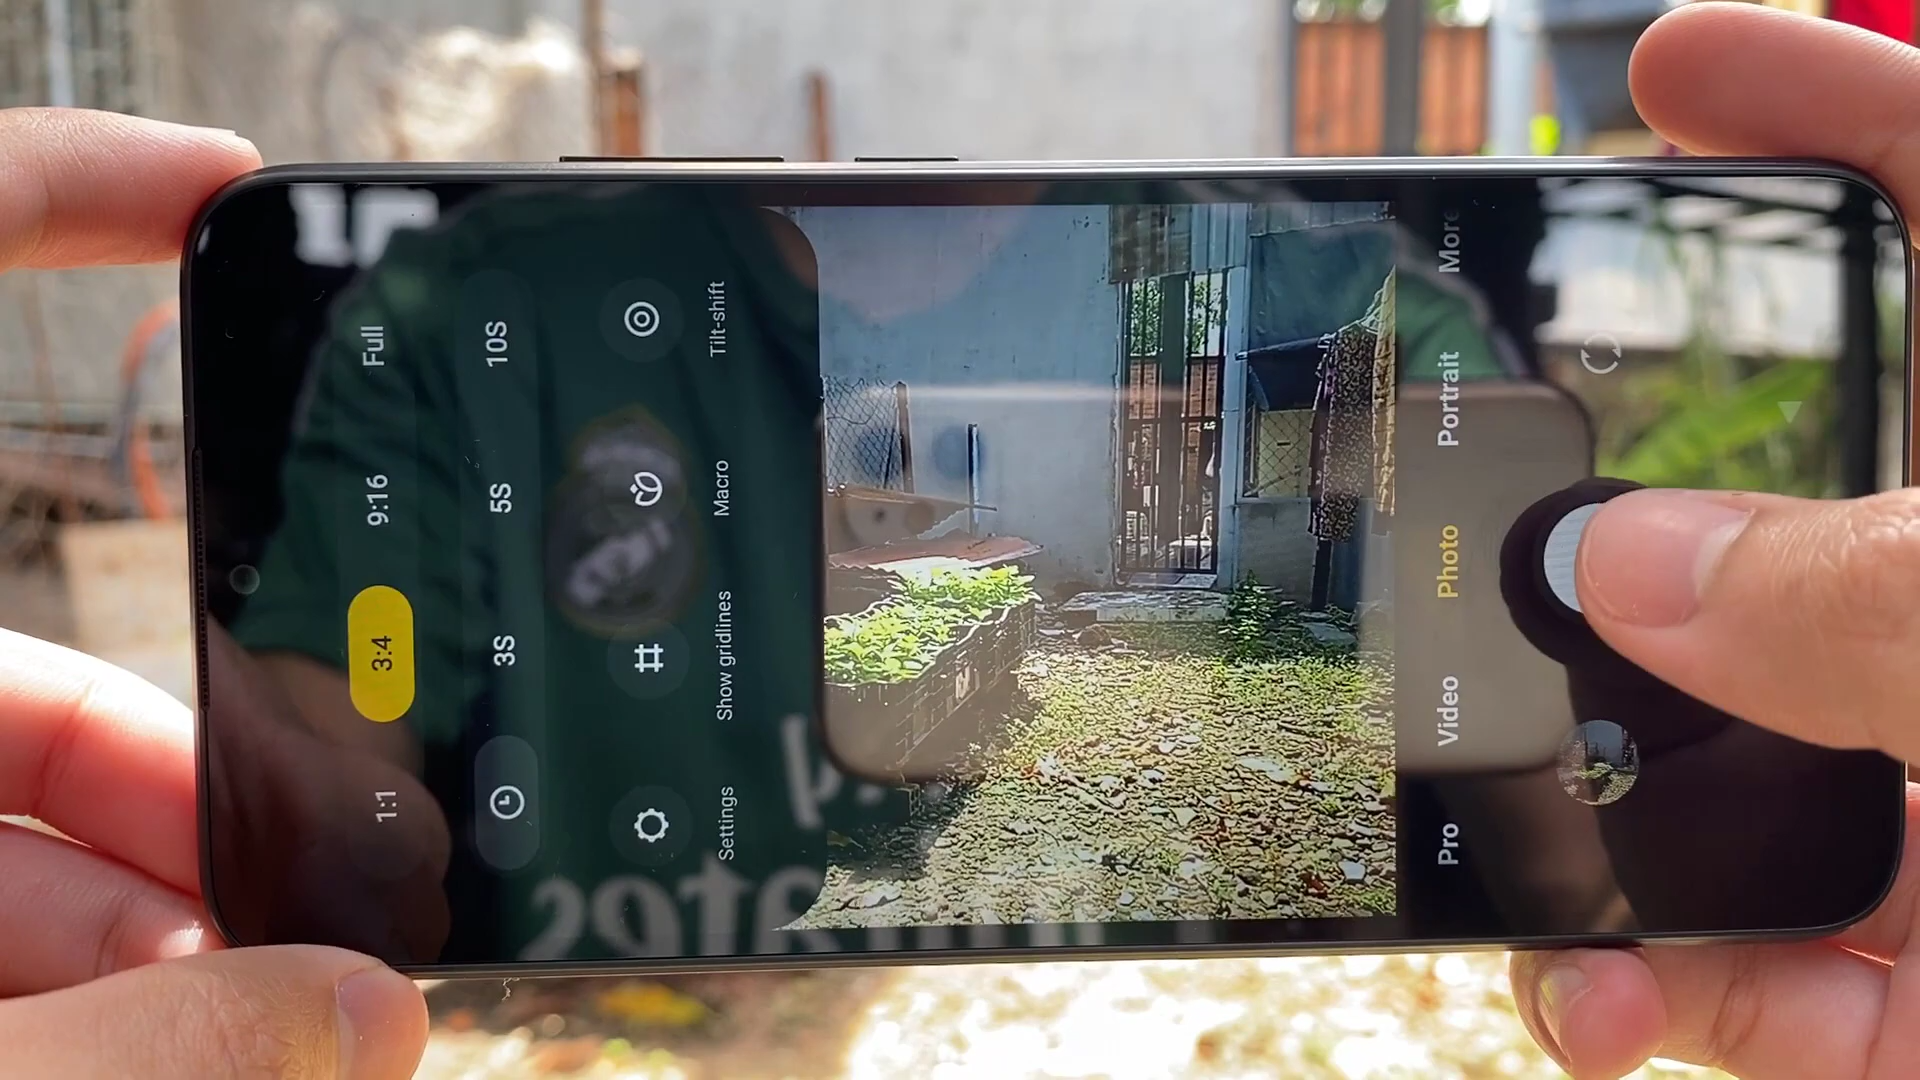 1:1 3:4 9:16 Full
3S 5S 10S
Settings Show gridlines Macro Tilt-shift
Pro Video Photo Portrait More